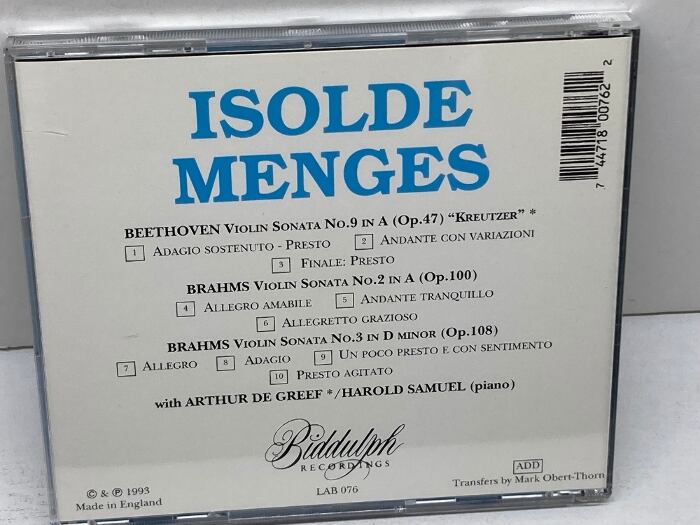 ISOLDE
MENGES
7 44718 00762 2
BEETHOVEN VIOLIN SONATA NO.9 IN A (OP.47) "KREUTZER" *
1 ADAGIO SOSTENUTO - PRESTO 2 ANDANTE CON VARIAZIONI
3 FINALE: PRESTO
BRAHMS VIOLIN SONATA NO.2 IN A (OP.100)
4 ALLEGRO AMABILE 5 ANDANTE TRANQUILLO
6 ALLEGRETTO GRAZIOSO
BRAHMS VIOLIN SONATA NO.3 IN D MINOR (OP.108)
7 ALLEGRO 8 ADAGIO 9 UN POCO PRESTO E CON SENTIMENTO
10 PRESTO AGITATO
with ARTHUR DE GREEF */HAROLD SAMUEL (piano)
Biddulph
RECORDINGS
LAB 076
© & ℗ 1993
Made in England
ADD
Transfers by Mark Obert-Thorn